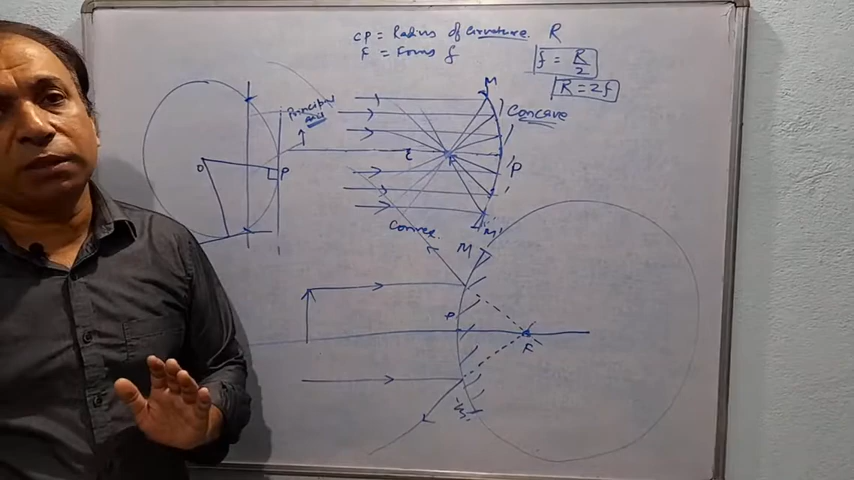 CP = Radius of Curvature. R
F = Focus f
f = R/2
R = 2f
M
Principal
axis
Concave
C
F
P
O
P
M'
Convex
M
P
F
M'